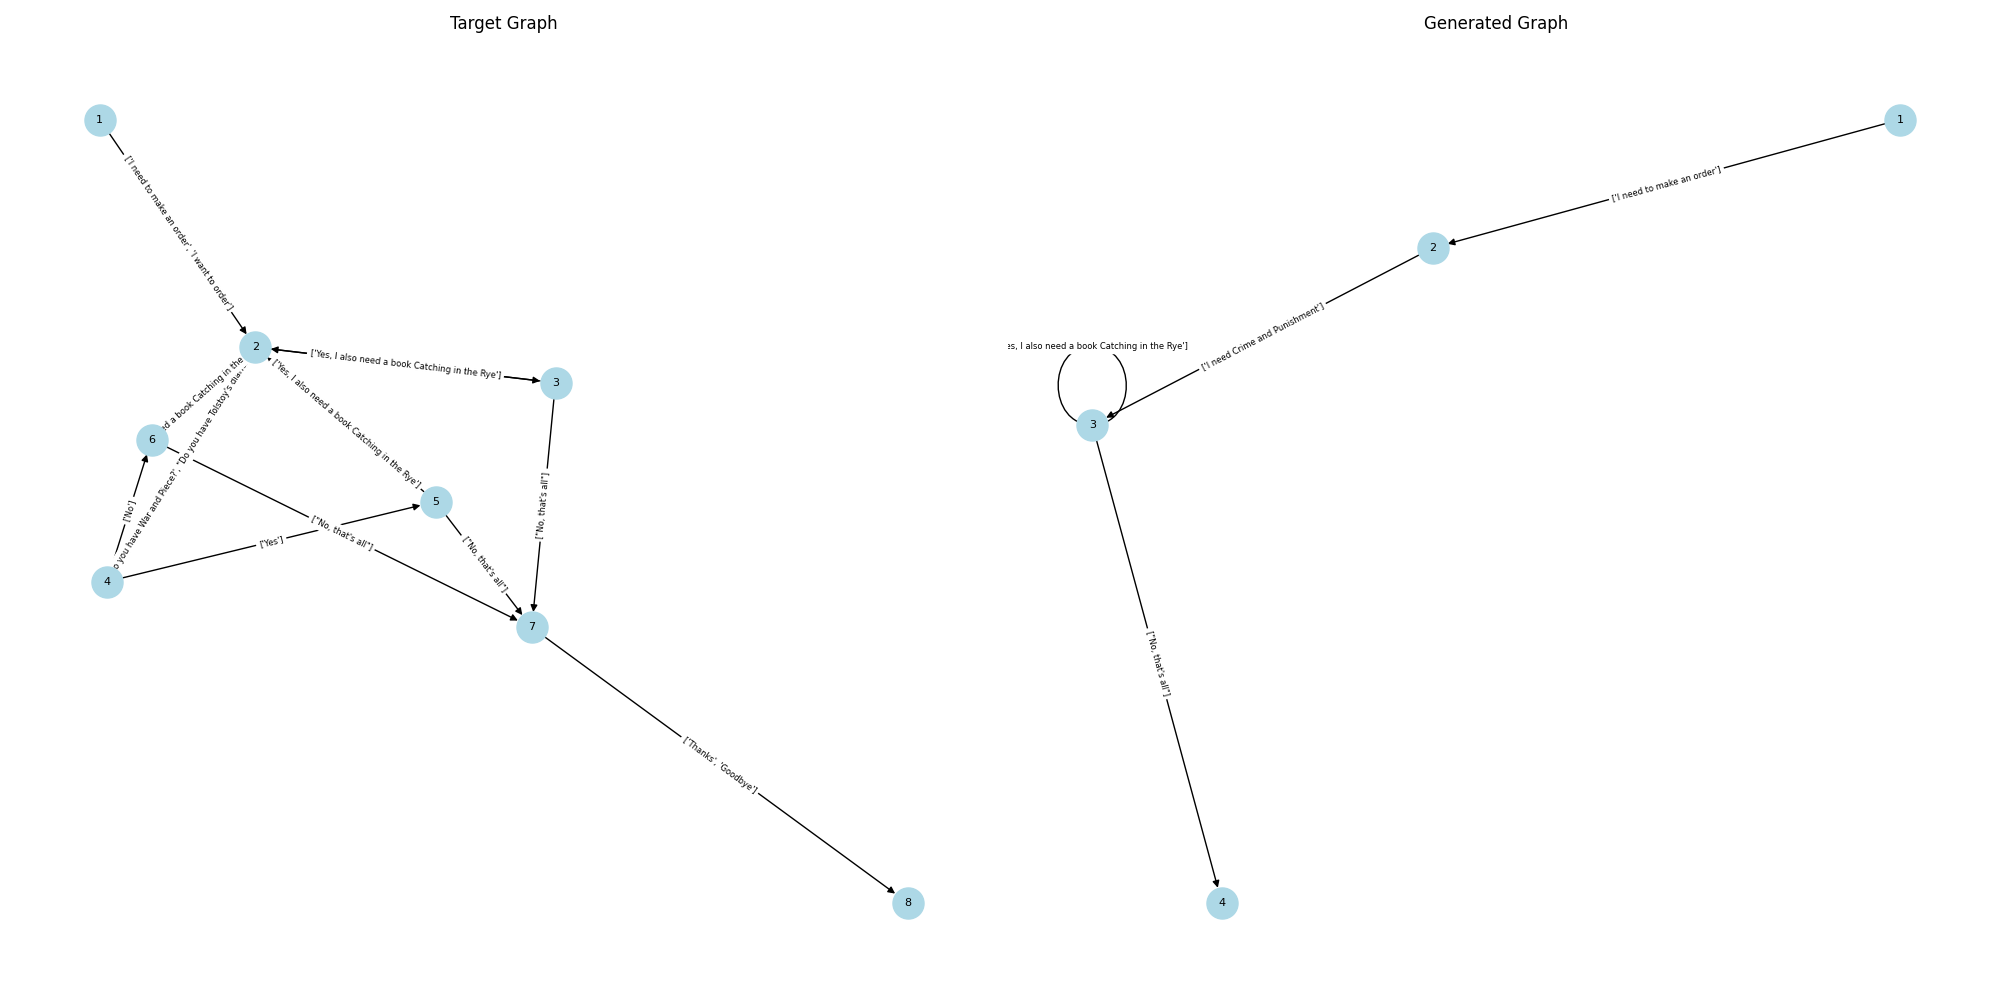 Target Graph
Generated Graph
1
['I need to make an order', 'I want to order']
2
['Yes, I also need a book Catching in the Rye']
3
['Yes, I also need a book Catching in the Rye']
a book Catching in the
you have War and Piece?', "Do you have Tolstoy's
6
['No']
["No, that's all"]
5
['Yes']
["No, that's all"]
["No, that's all"]
4
7
['Thanks', 'Goodbye']
8
1
['I need to make an order']
2
['I need Crime and Punishment']
I also need a book Catching in the Rye']
3
["No, that's all"]
4